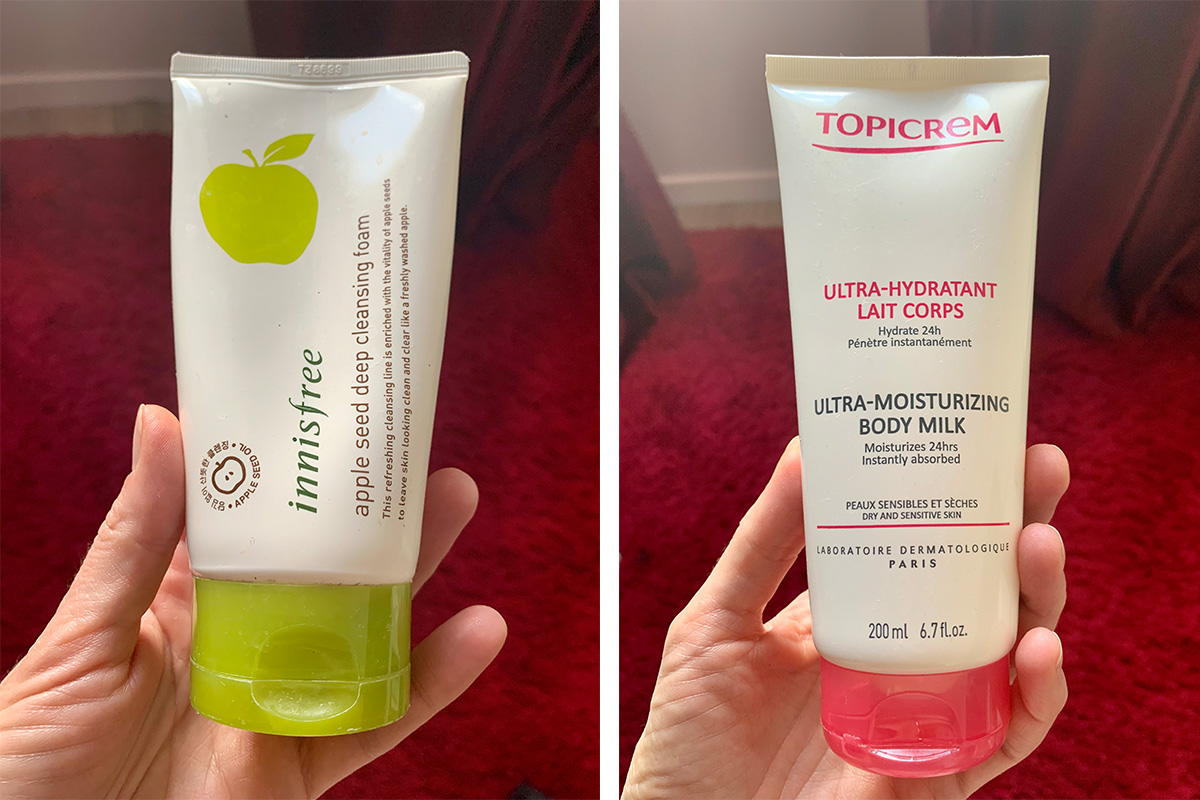 innisfree
apple seed deep cleansing foam
This refreshing cleansing line is enriched with the vitality of apple seeds
to leave skin looking clean and clear like a freshly washed apple.
APPLE SEED OIL
TOPICREM
ULTRA-HYDRATANT
LAIT CORPS
Hydrate 24h
Pénètre instantanément
ULTRA-MOISTURIZING
BODY MILK
Moisturizes 24hrs
Instantly absorbed
PEAUX SENSIBLES ET SÈCHES
DRY AND SENSITIVE SKIN
LABORATOIRE DERMATOLOGIQUE
PARIS
200 ml 6.7 fl.oz.